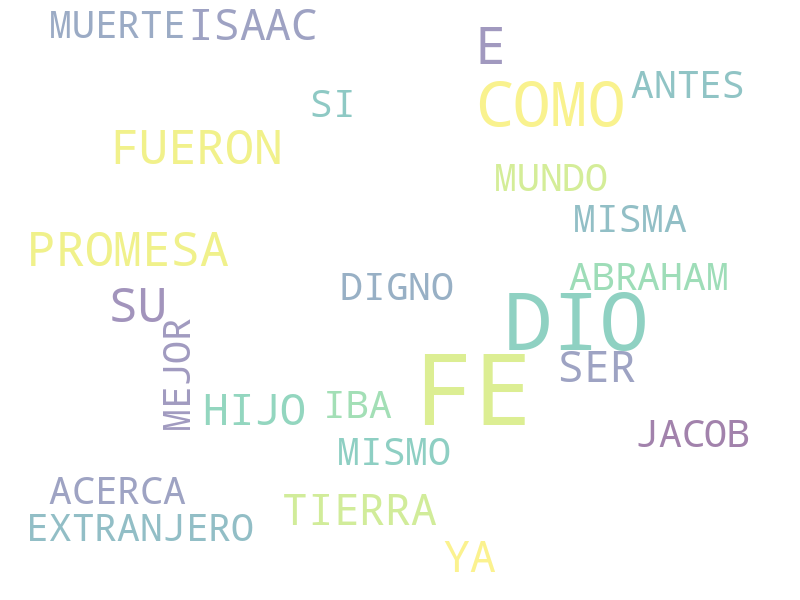 MUERTE ISAAC
E
COMO
ANTES
SI
FUERON
MUNDO
MISMA
PROMESA
ABRAHAM
DIGNO
SU
DIO
MEJOR
SER
FE
HIJO
IBA
JACOB
MISMO
ACERCA
TIERRA
EXTRANJERO
YA